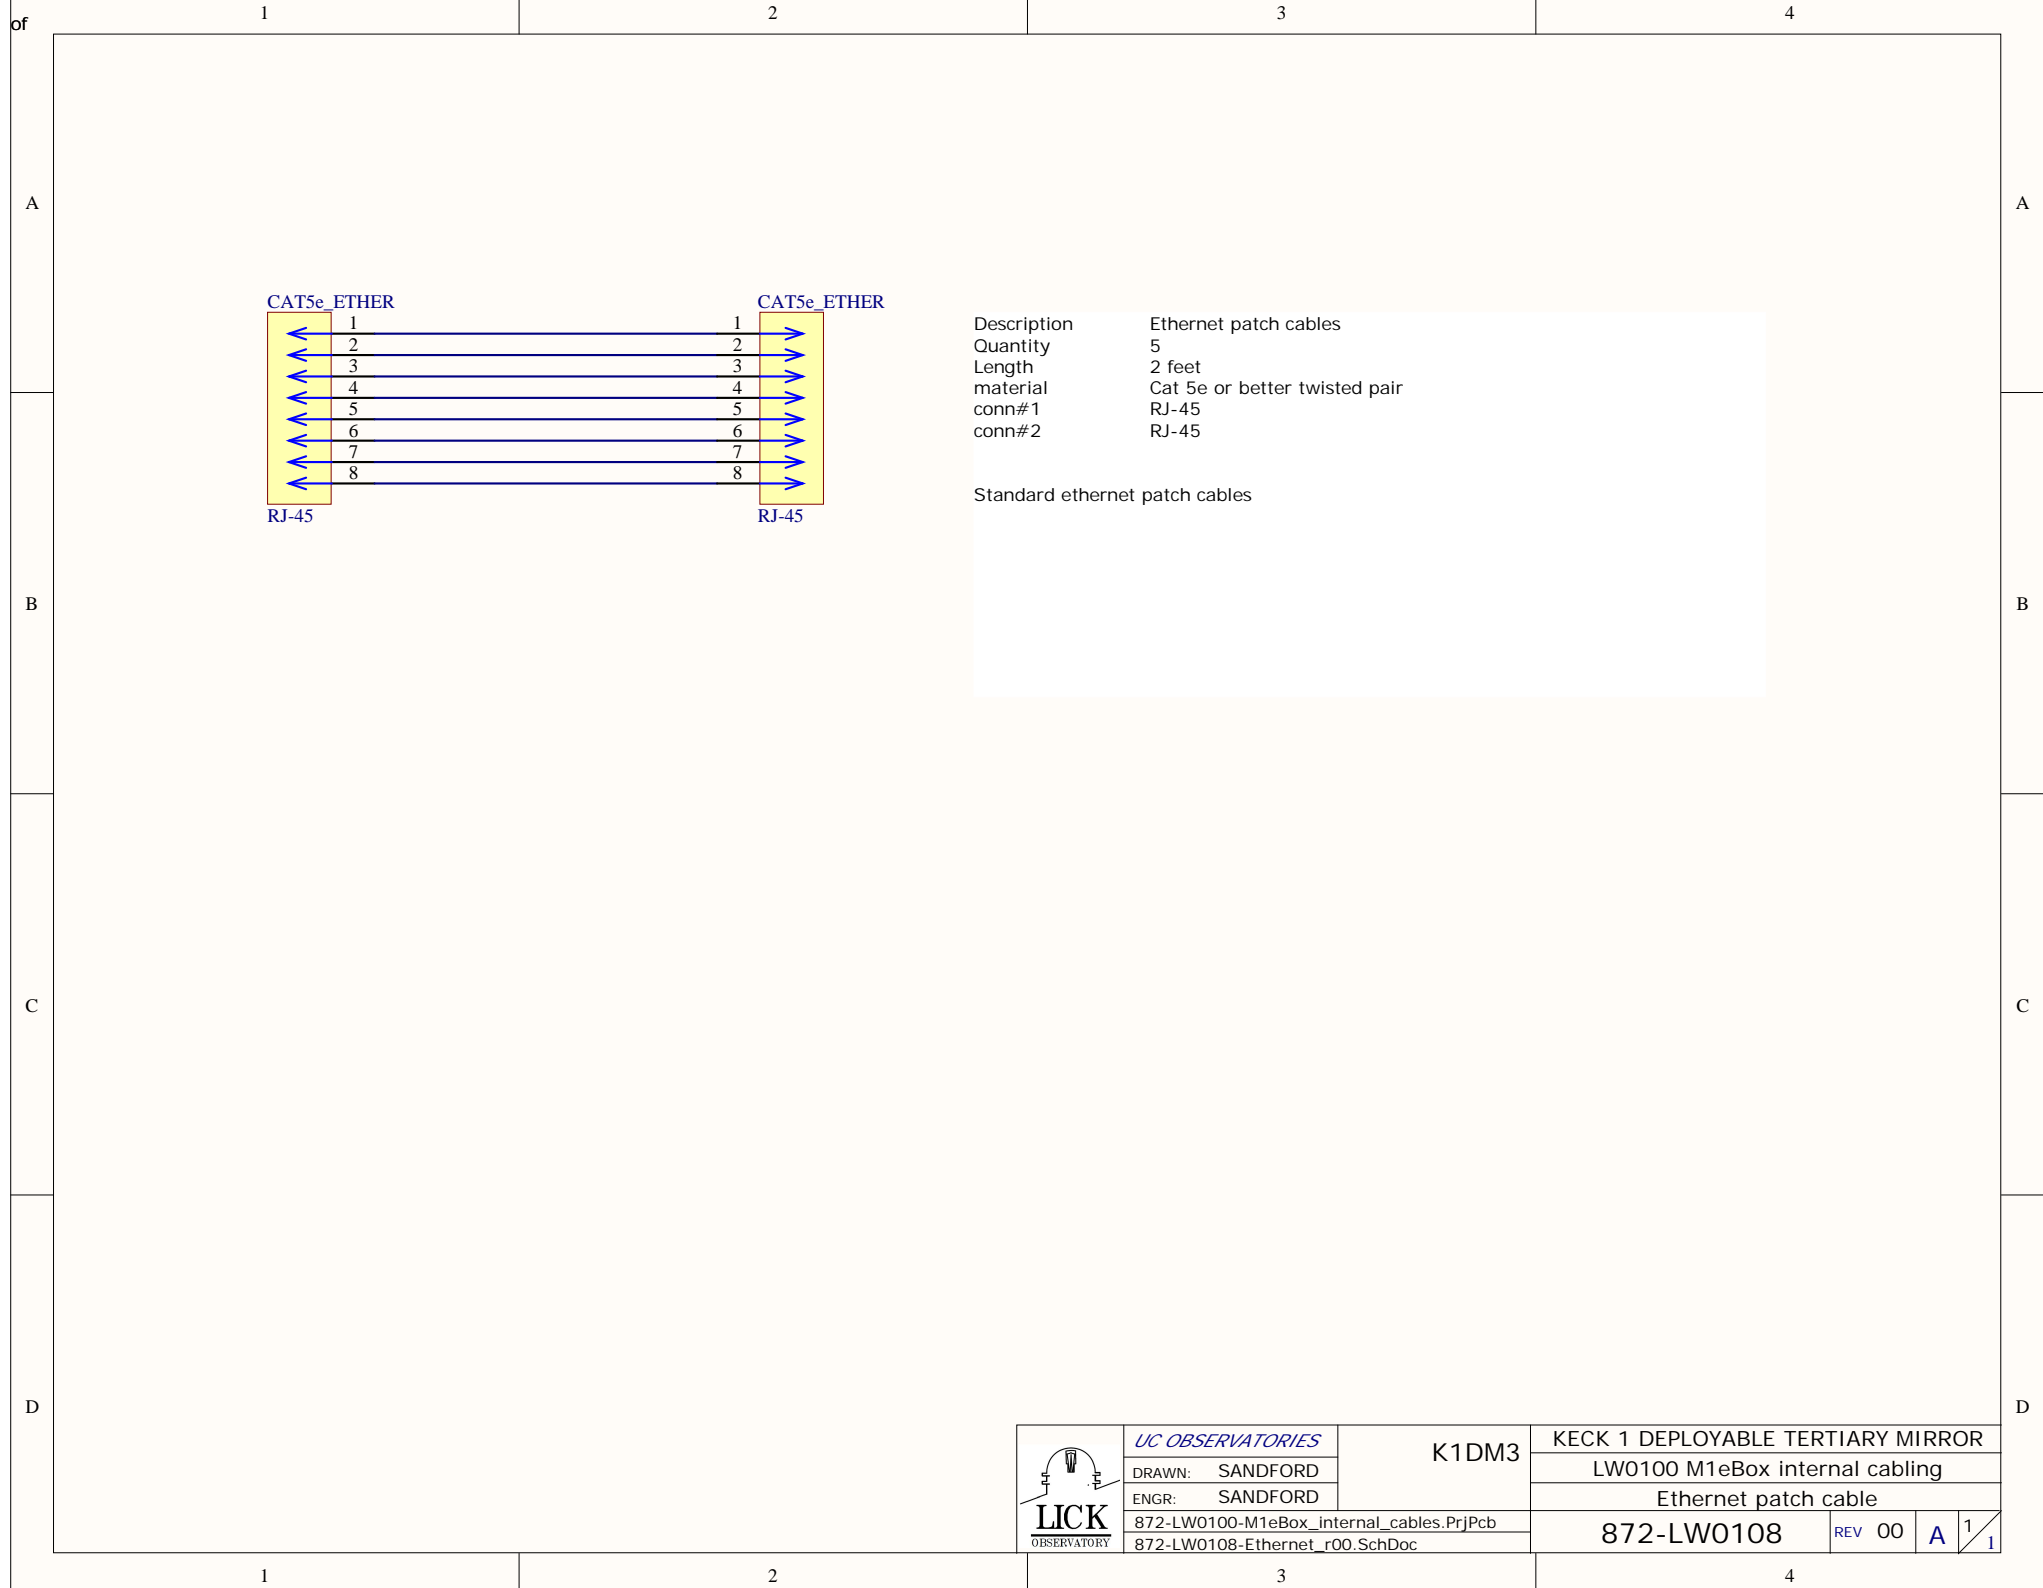 of
1 2 3 4
A A
CAT5e_ETHER CAT5e_ETHER
1 1
2 2
3 3
4 4
5 5
6 6
7 7
8 8
RJ-45 RJ-45
Description Ethernet patch cables
Quantity 5
Length 2 feet
material Cat 5e or better twisted pair
conn#1 RJ-45
conn#2 RJ-45
Standard ethernet patch cables
B B
C C
D D
LICK
OBSERVATORY
UC OBSERVATORIES
DRAWN: SANDFORD
ENGR: SANDFORD
K1DM3
872-LW0100-M1eBox_internal_cables.PrjPcb
872-LW0108-Ethernet_r00.SchDoc
KECK 1 DEPLOYABLE TERTIARY MIRROR
LW0100 M1eBox internal cabling
Ethernet patch cable
872-LW0108 REV 00 A 1/1
1 2 3 4